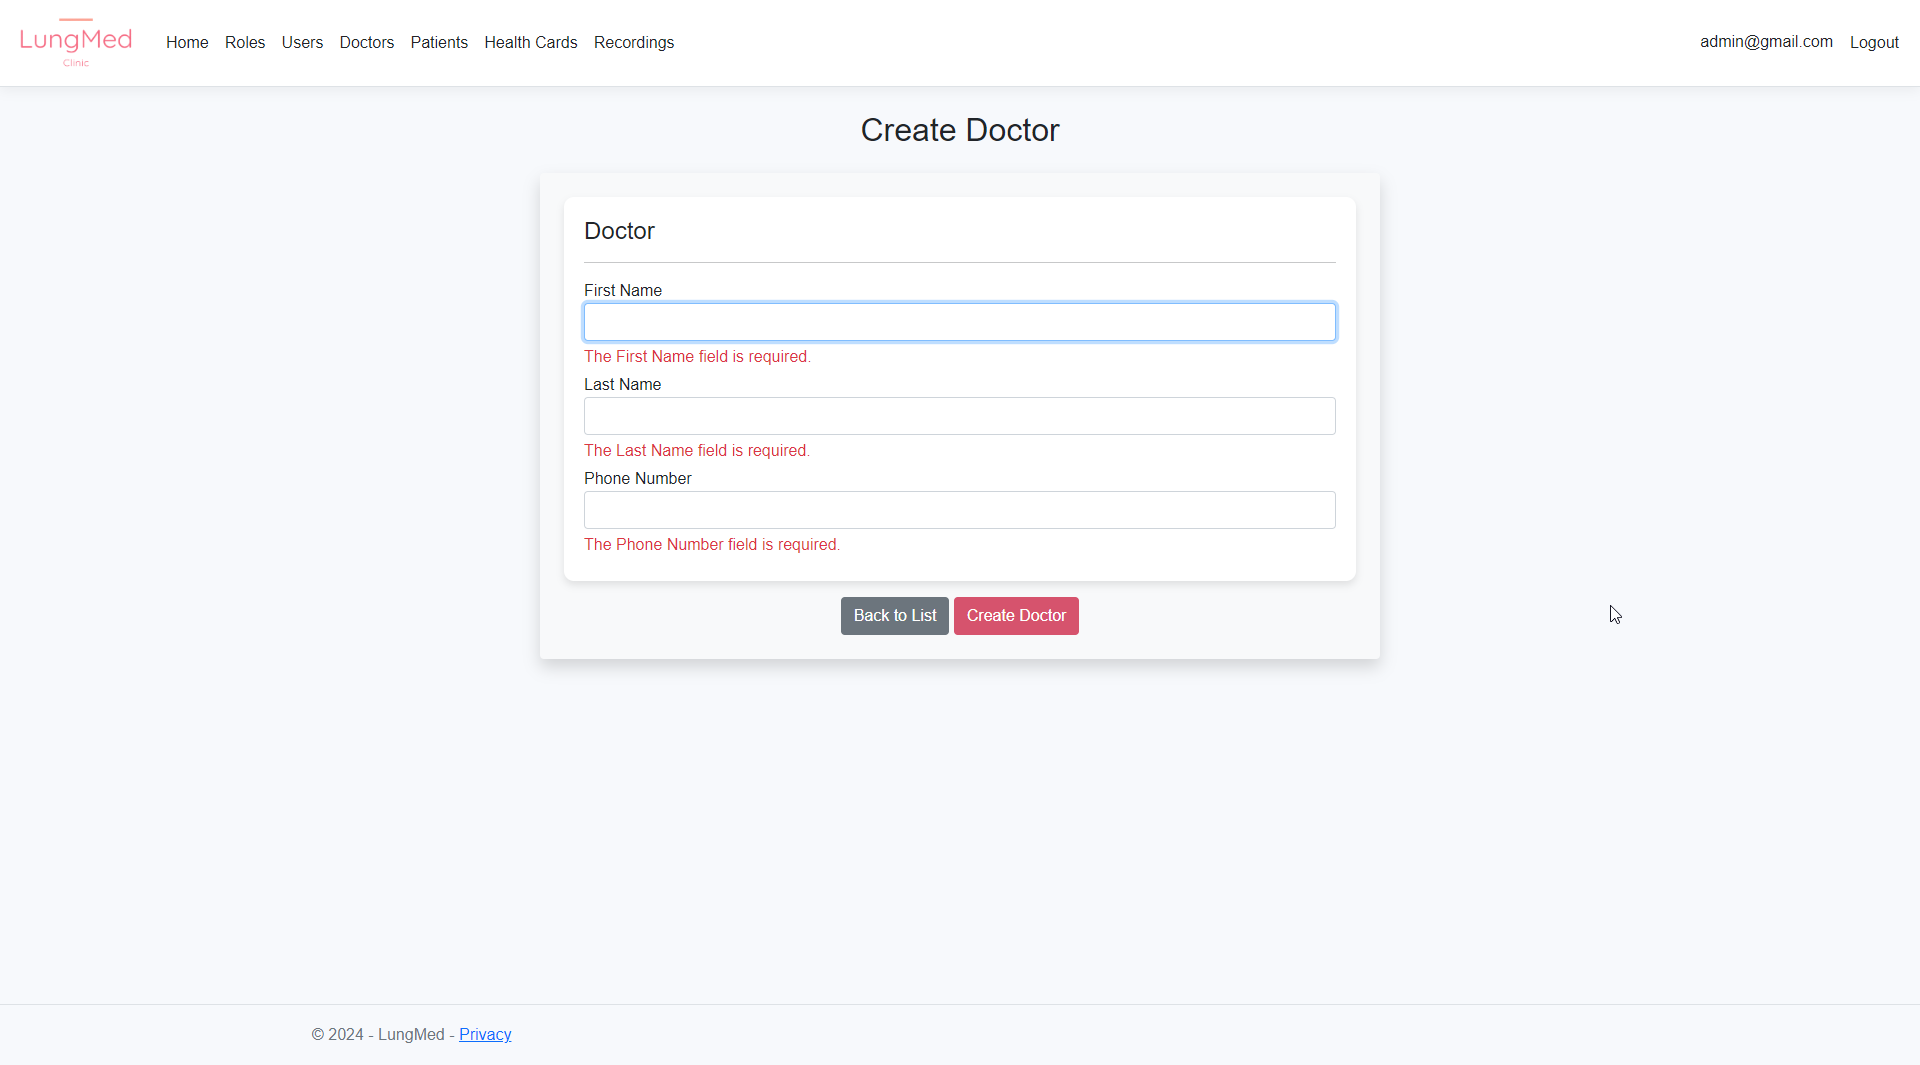 LungMed
Clinic
Home Roles Users Doctors Patients Health Cards Recordings
admin@gmail.com Logout
Create Doctor
Doctor
First Name
The First Name field is required.
Last Name
The Last Name field is required.
Phone Number
The Phone Number field is required.
Back to List Create Doctor
© 2024 - LungMed - Privacy